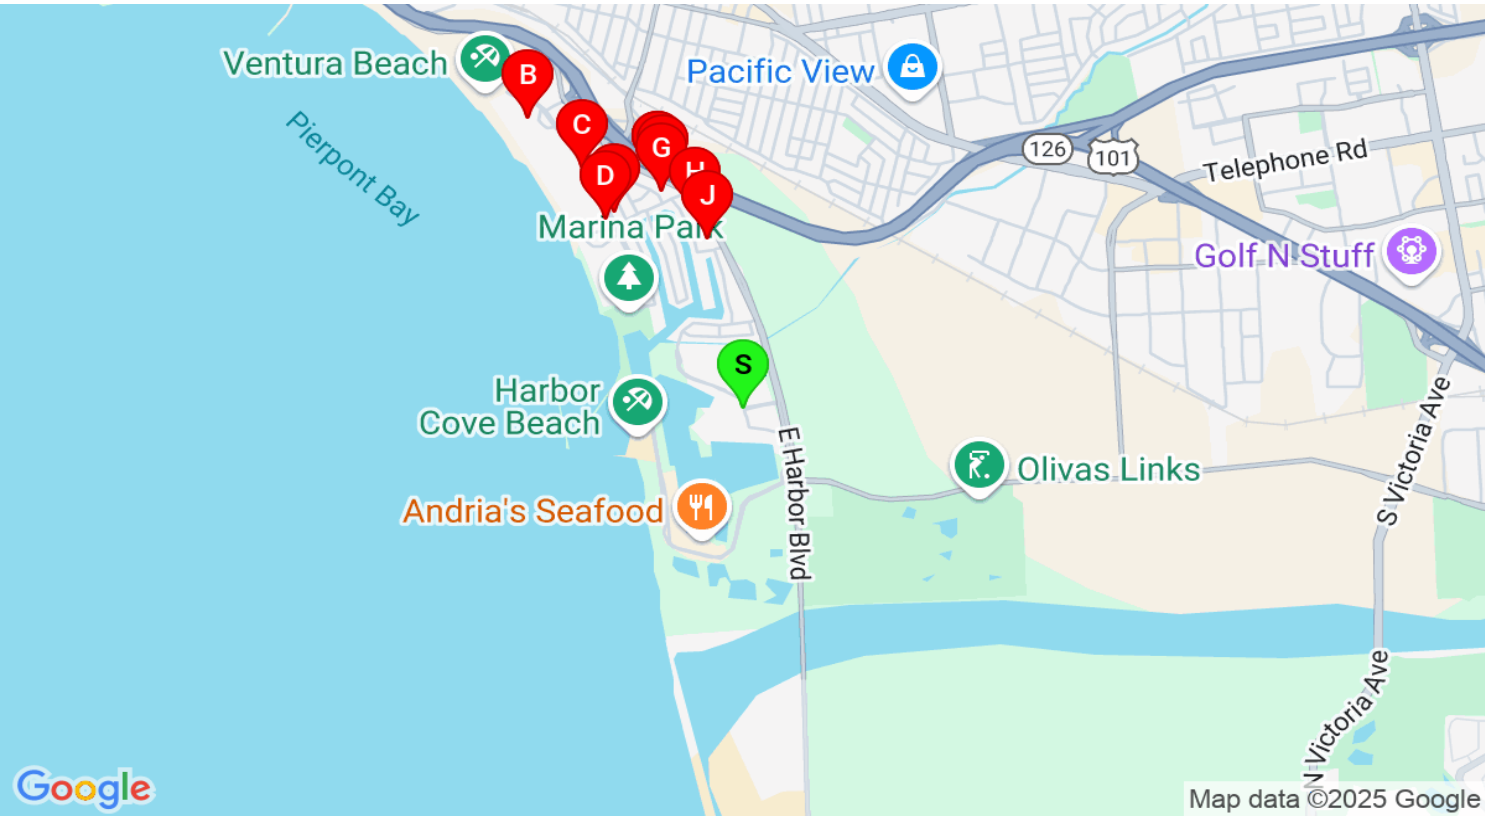 Ventura Beach
B
Pacific View
Pierpont Bay
C
G
126
101
Telephone Rd
D
H
J
Marina Park
Golf N Stuff
S
Harbor
Cove Beach
E Harbor Blvd
Olivas Links
S Victoria Ave
Andria's Seafood
N Victoria Ave
Google
Map data ©2025 Google